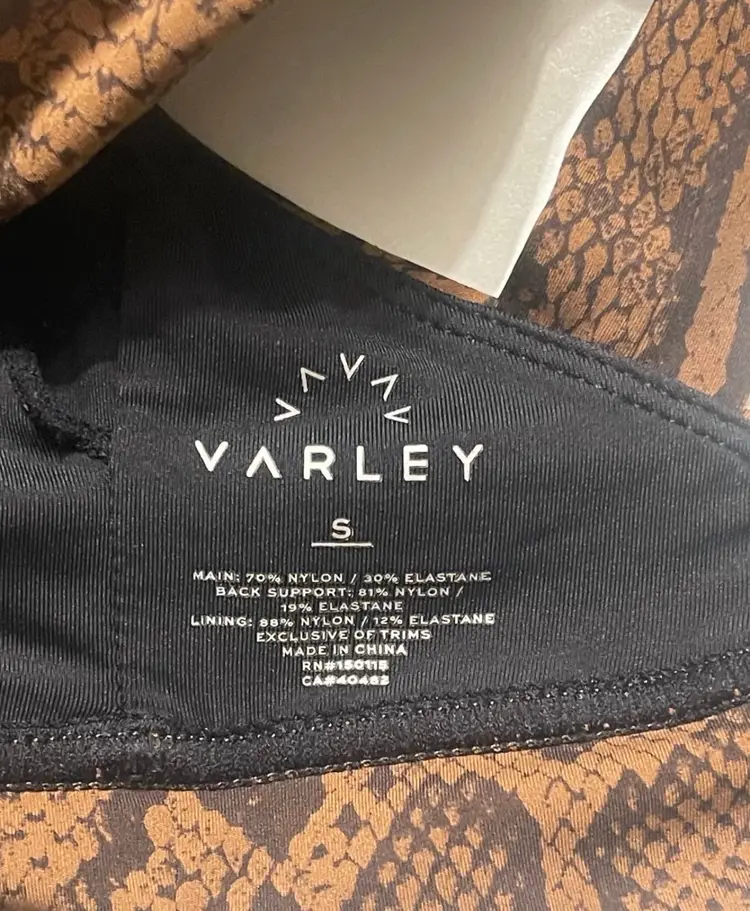 VARLEY
S
MAIN: 70% NYLON / 30% ELASTANE
BACK SUPPORT: 81% NYLON /
19% ELASTANE
LINING: 88% NYLON / 12% ELASTANE
EXCLUSIVE OF TRIMS
MADE IN CHINA
RN#150115
CA#40462